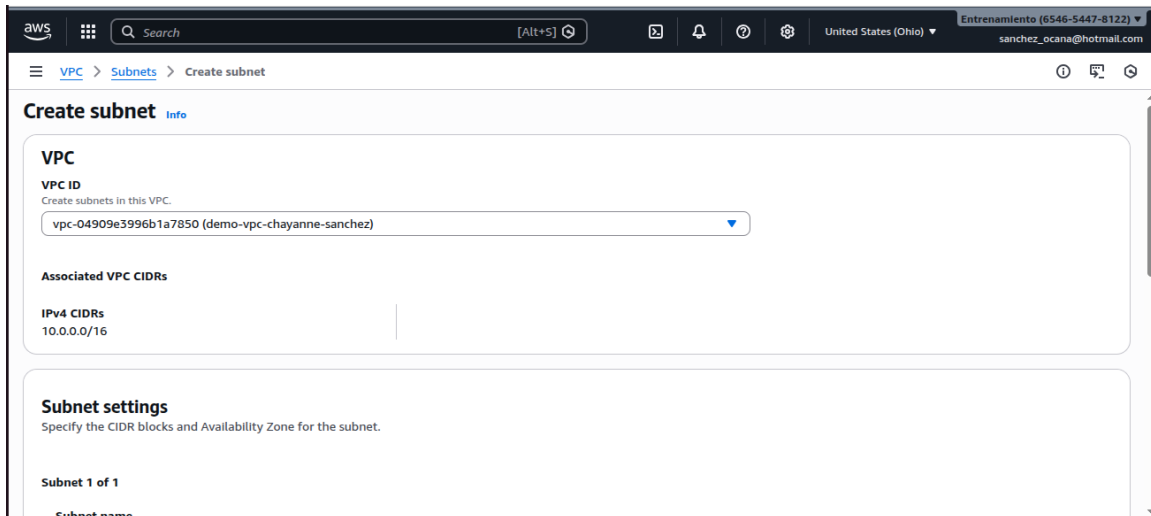 aws
Search
[Alt+S]
United States (Ohio)
Entrenamiento (6546-5447-8122)
sanchez_ocana@hotmail.com
VPC > Subnets > Create subnet
Create subnet Info
VPC
VPC ID
Create subnets in this VPC.
vpc-04909e3996b1a7850 (demo-vpc-chayanne-sanchez)
Associated VPC CIDRs
IPv4 CIDRs
10.0.0.0/16
Subnet settings
Specify the CIDR blocks and Availability Zone for the subnet.
Subnet 1 of 1
Subnet name